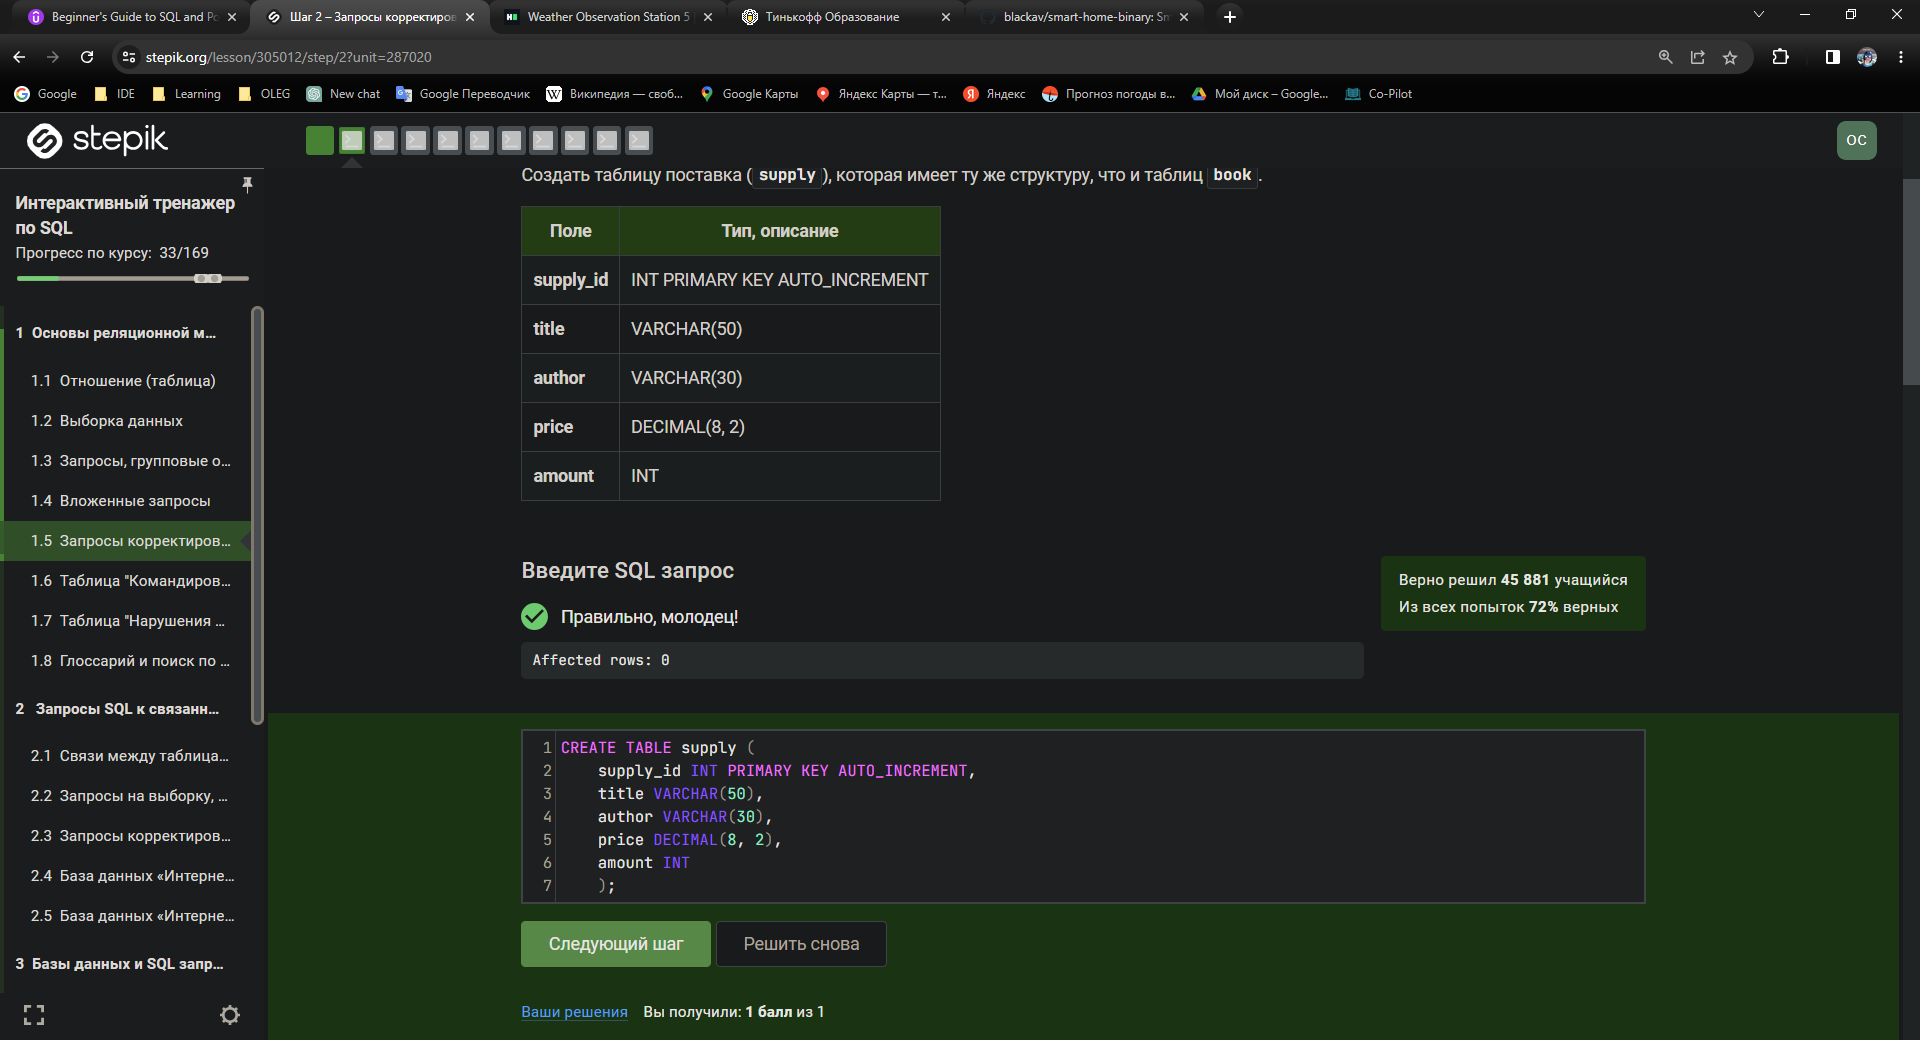 Beginner's Guide to SQL and Po
Шаг 2 – Запросы корректиров
Weather Observation Station 5
Тинькофф Образование
blackav/smart-home-binary: Sm
stepik.org/lesson/305012/step/2?unit=287020
Google
IDE
Learning
OLEG
New chat
Google Переводчик
Википедия — своб...
Google Карты
Яндекс Карты — т...
Яндекс
Прогноз погоды в...
Мой диск – Google...
Co-Pilot
stepik
OC
Интерактивный тренажер
по SQL
Прогресс по курсу: 33/169
1 Основы реляционной м...
1.1 Отношение (таблица)
1.2 Выборка данных
1.3 Запросы, групповые о...
1.4 Вложенные запросы
1.5 Запросы корректиров...
1.6 Таблица "Командиров...
1.7 Таблица "Нарушения ...
1.8 Глоссарий и поиск по ...
2 Запросы SQL к связанн...
2.1 Связи между таблица...
2.2 Запросы на выборку, ...
2.3 Запросы корректиров...
2.4 База данных «Интерне...
2.5 База данных «Интерне...
3 Базы данных и SQL запр...
Создать таблицу поставка ( supply ), которая имеет ту же структуру, что и таблиц book .
Поле Тип, описание
supply_id INT PRIMARY KEY AUTO_INCREMENT
title VARCHAR(50)
author VARCHAR(30)
price DECIMAL(8, 2)
amount INT
Введите SQL запрос
Правильно, молодец!
Affected rows: 0
Верно решил 45 881 учащийся
Из всех попыток 72% верных
1 CREATE TABLE supply (
2 supply_id INT PRIMARY KEY AUTO_INCREMENT,
3 title VARCHAR(50),
4 author VARCHAR(30),
5 price DECIMAL(8, 2),
6 amount INT
7 );
Следующий шаг
Решить снова
Ваши решения Вы получили: 1 балл из 1